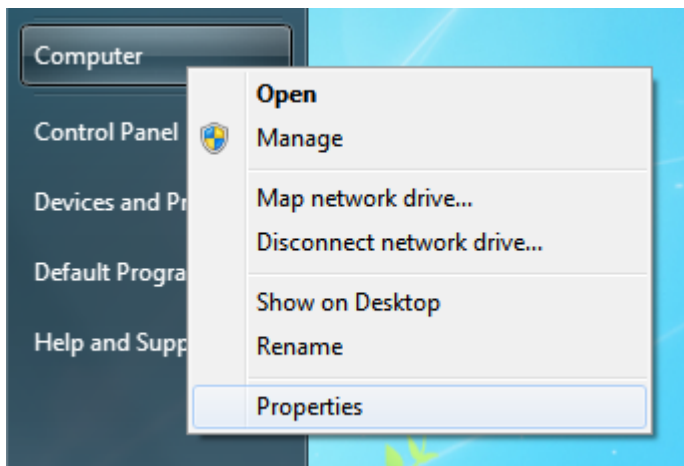 Computer
Control Panel
Devices and Pr
Default Progra
Help and Supp
Open
Manage
Map network drive...
Disconnect network drive...
Show on Desktop
Rename
Properties